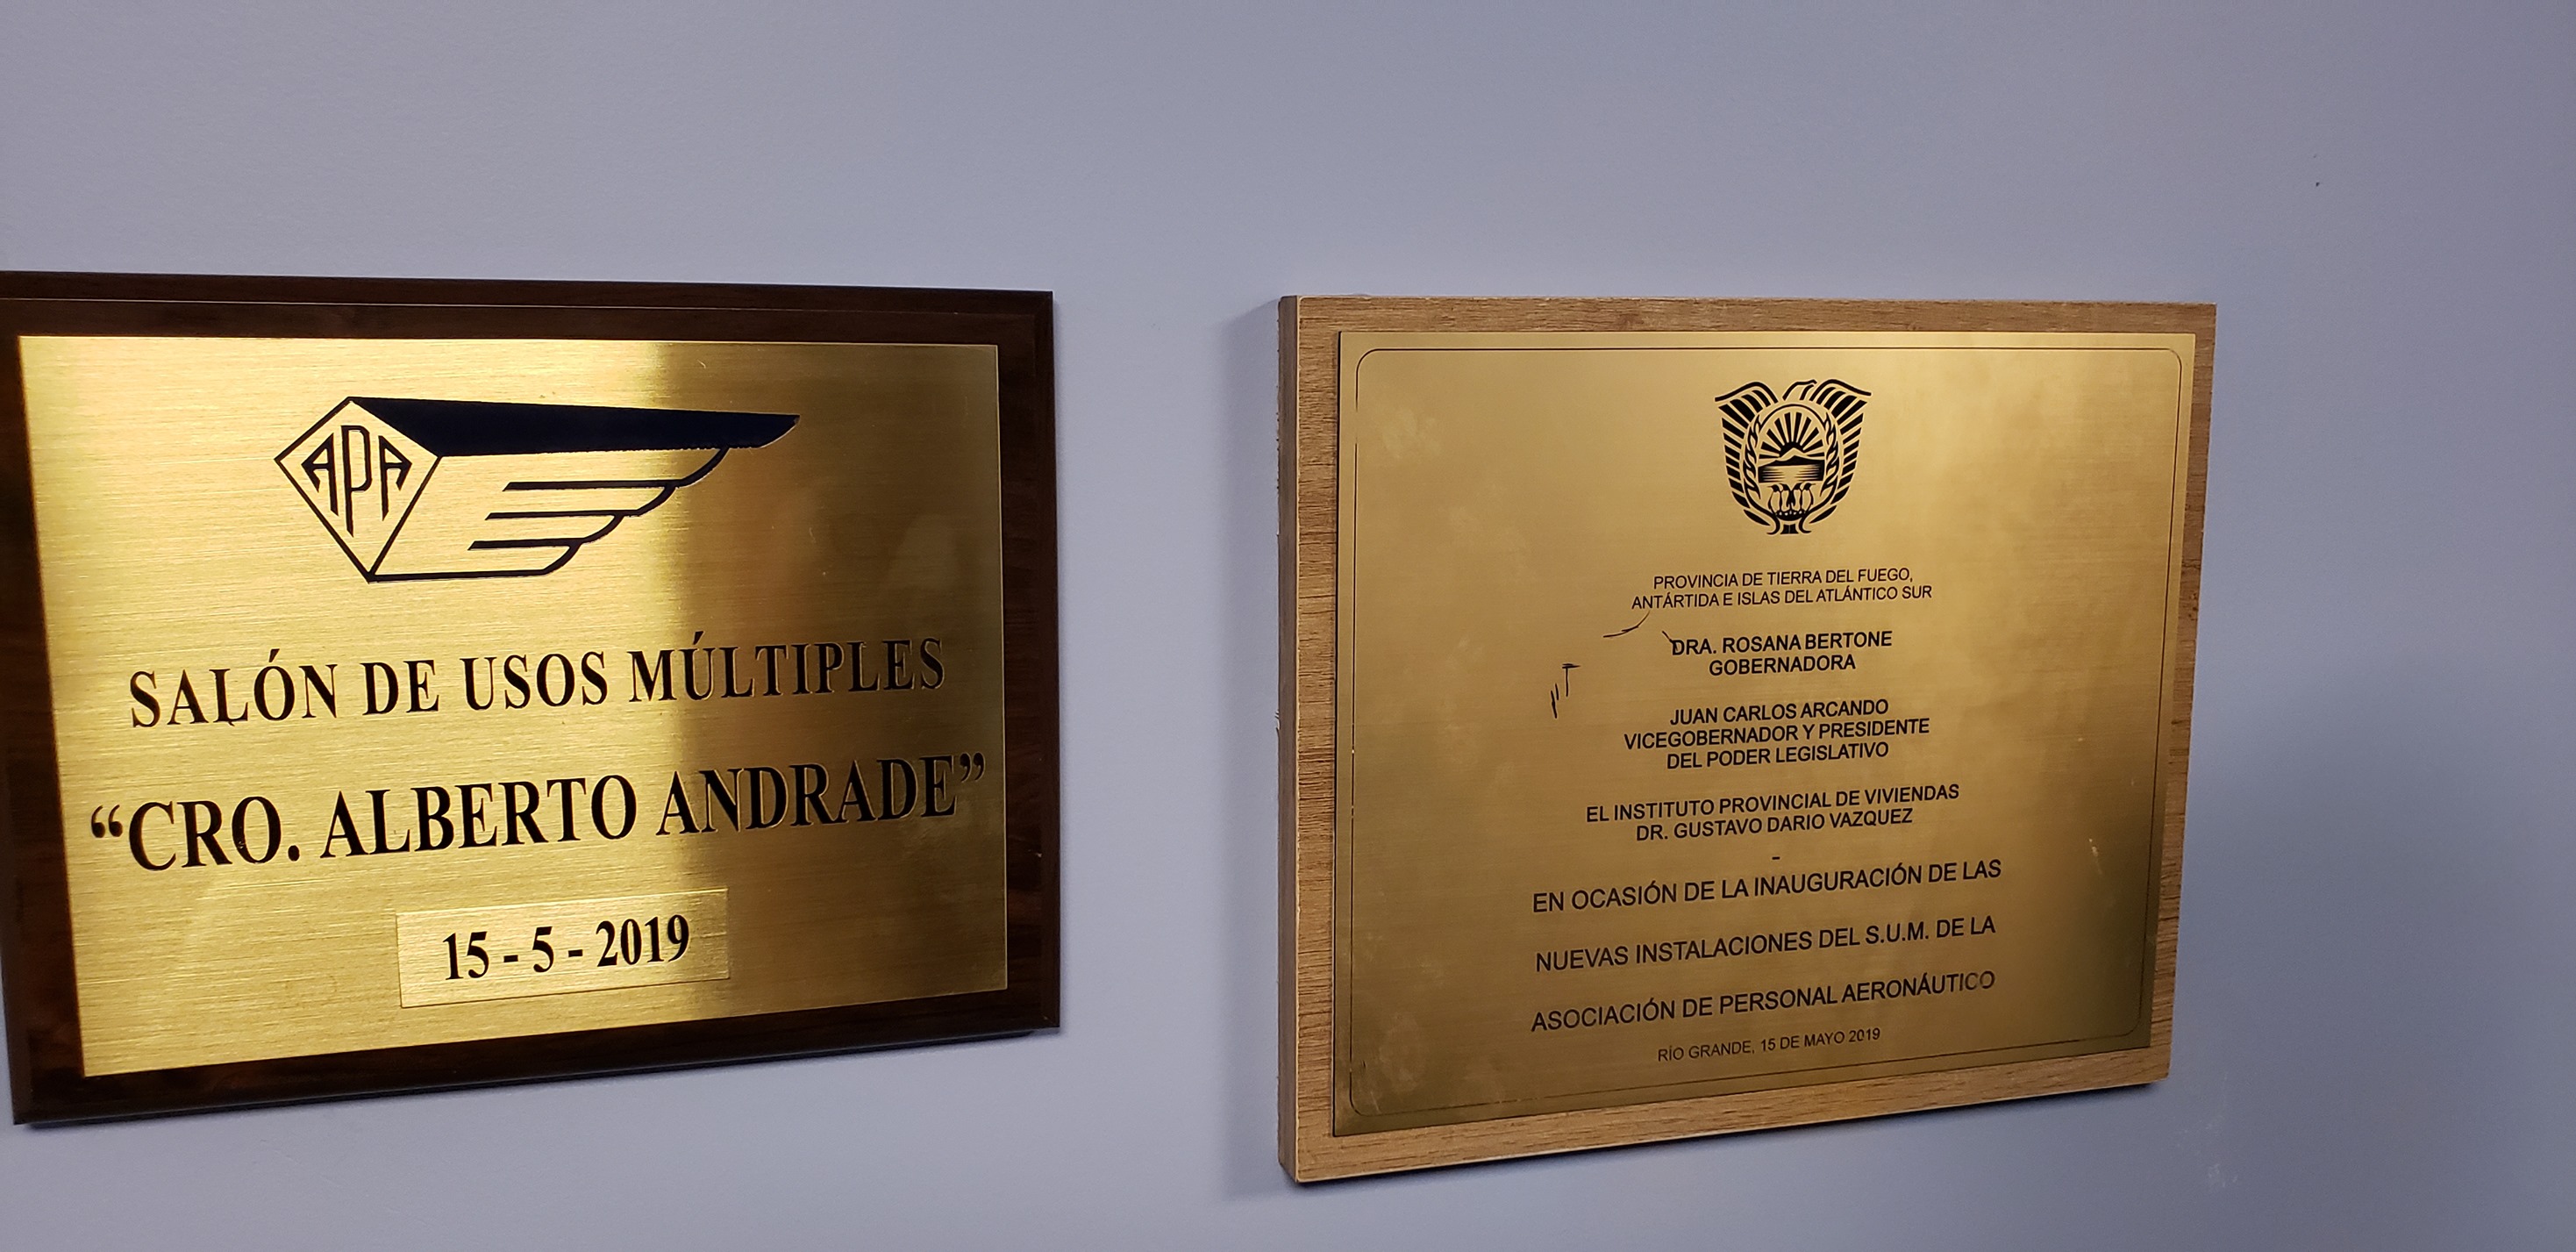 APA
SALÓN DE USOS MÚLTIPLES
“CRO. ALBERTO ANDRADE”
15 - 5 - 2019
PROVINCIA DE TIERRA DEL FUEGO,
ANTÁRTIDA E ISLAS DEL ATLÁNTICO SUR
DRA. ROSANA BERTONE
GOBERNADORA
JUAN CARLOS ARCANDO
VICEGOBERNADOR Y PRESIDENTE
DEL PODER LEGISLATIVO
EL INSTITUTO PROVINCIAL DE VIVIENDAS
DR. GUSTAVO DARIO VAZQUEZ
-
EN OCASIÓN DE LA INAUGURACIÓN DE LAS
NUEVAS INSTALACIONES DEL S.U.M. DE LA
ASOCIACIÓN DE PERSONAL AERONÁUTICO
RÍO GRANDE, 15 DE MAYO 2019